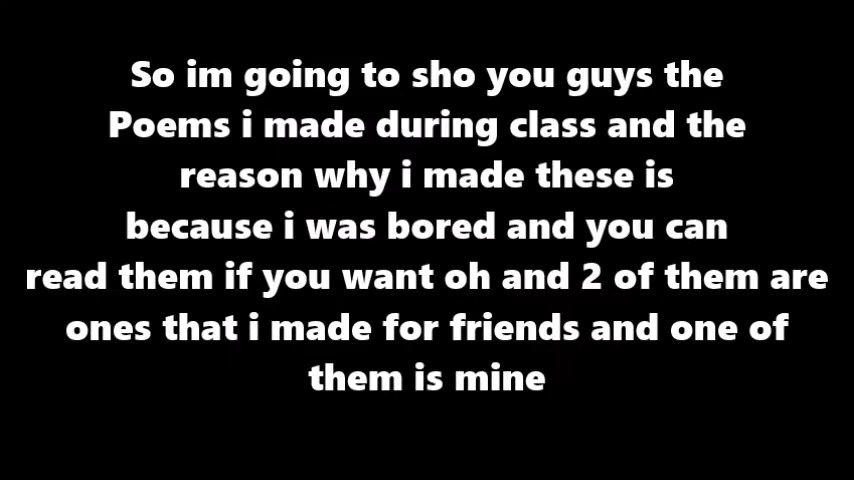 So im going to sho you guys the
Poems i made during class and the
reason why i made these is
because i was bored and you can
read them if you want oh and 2 of them are
ones that i made for friends and one of
them is mine